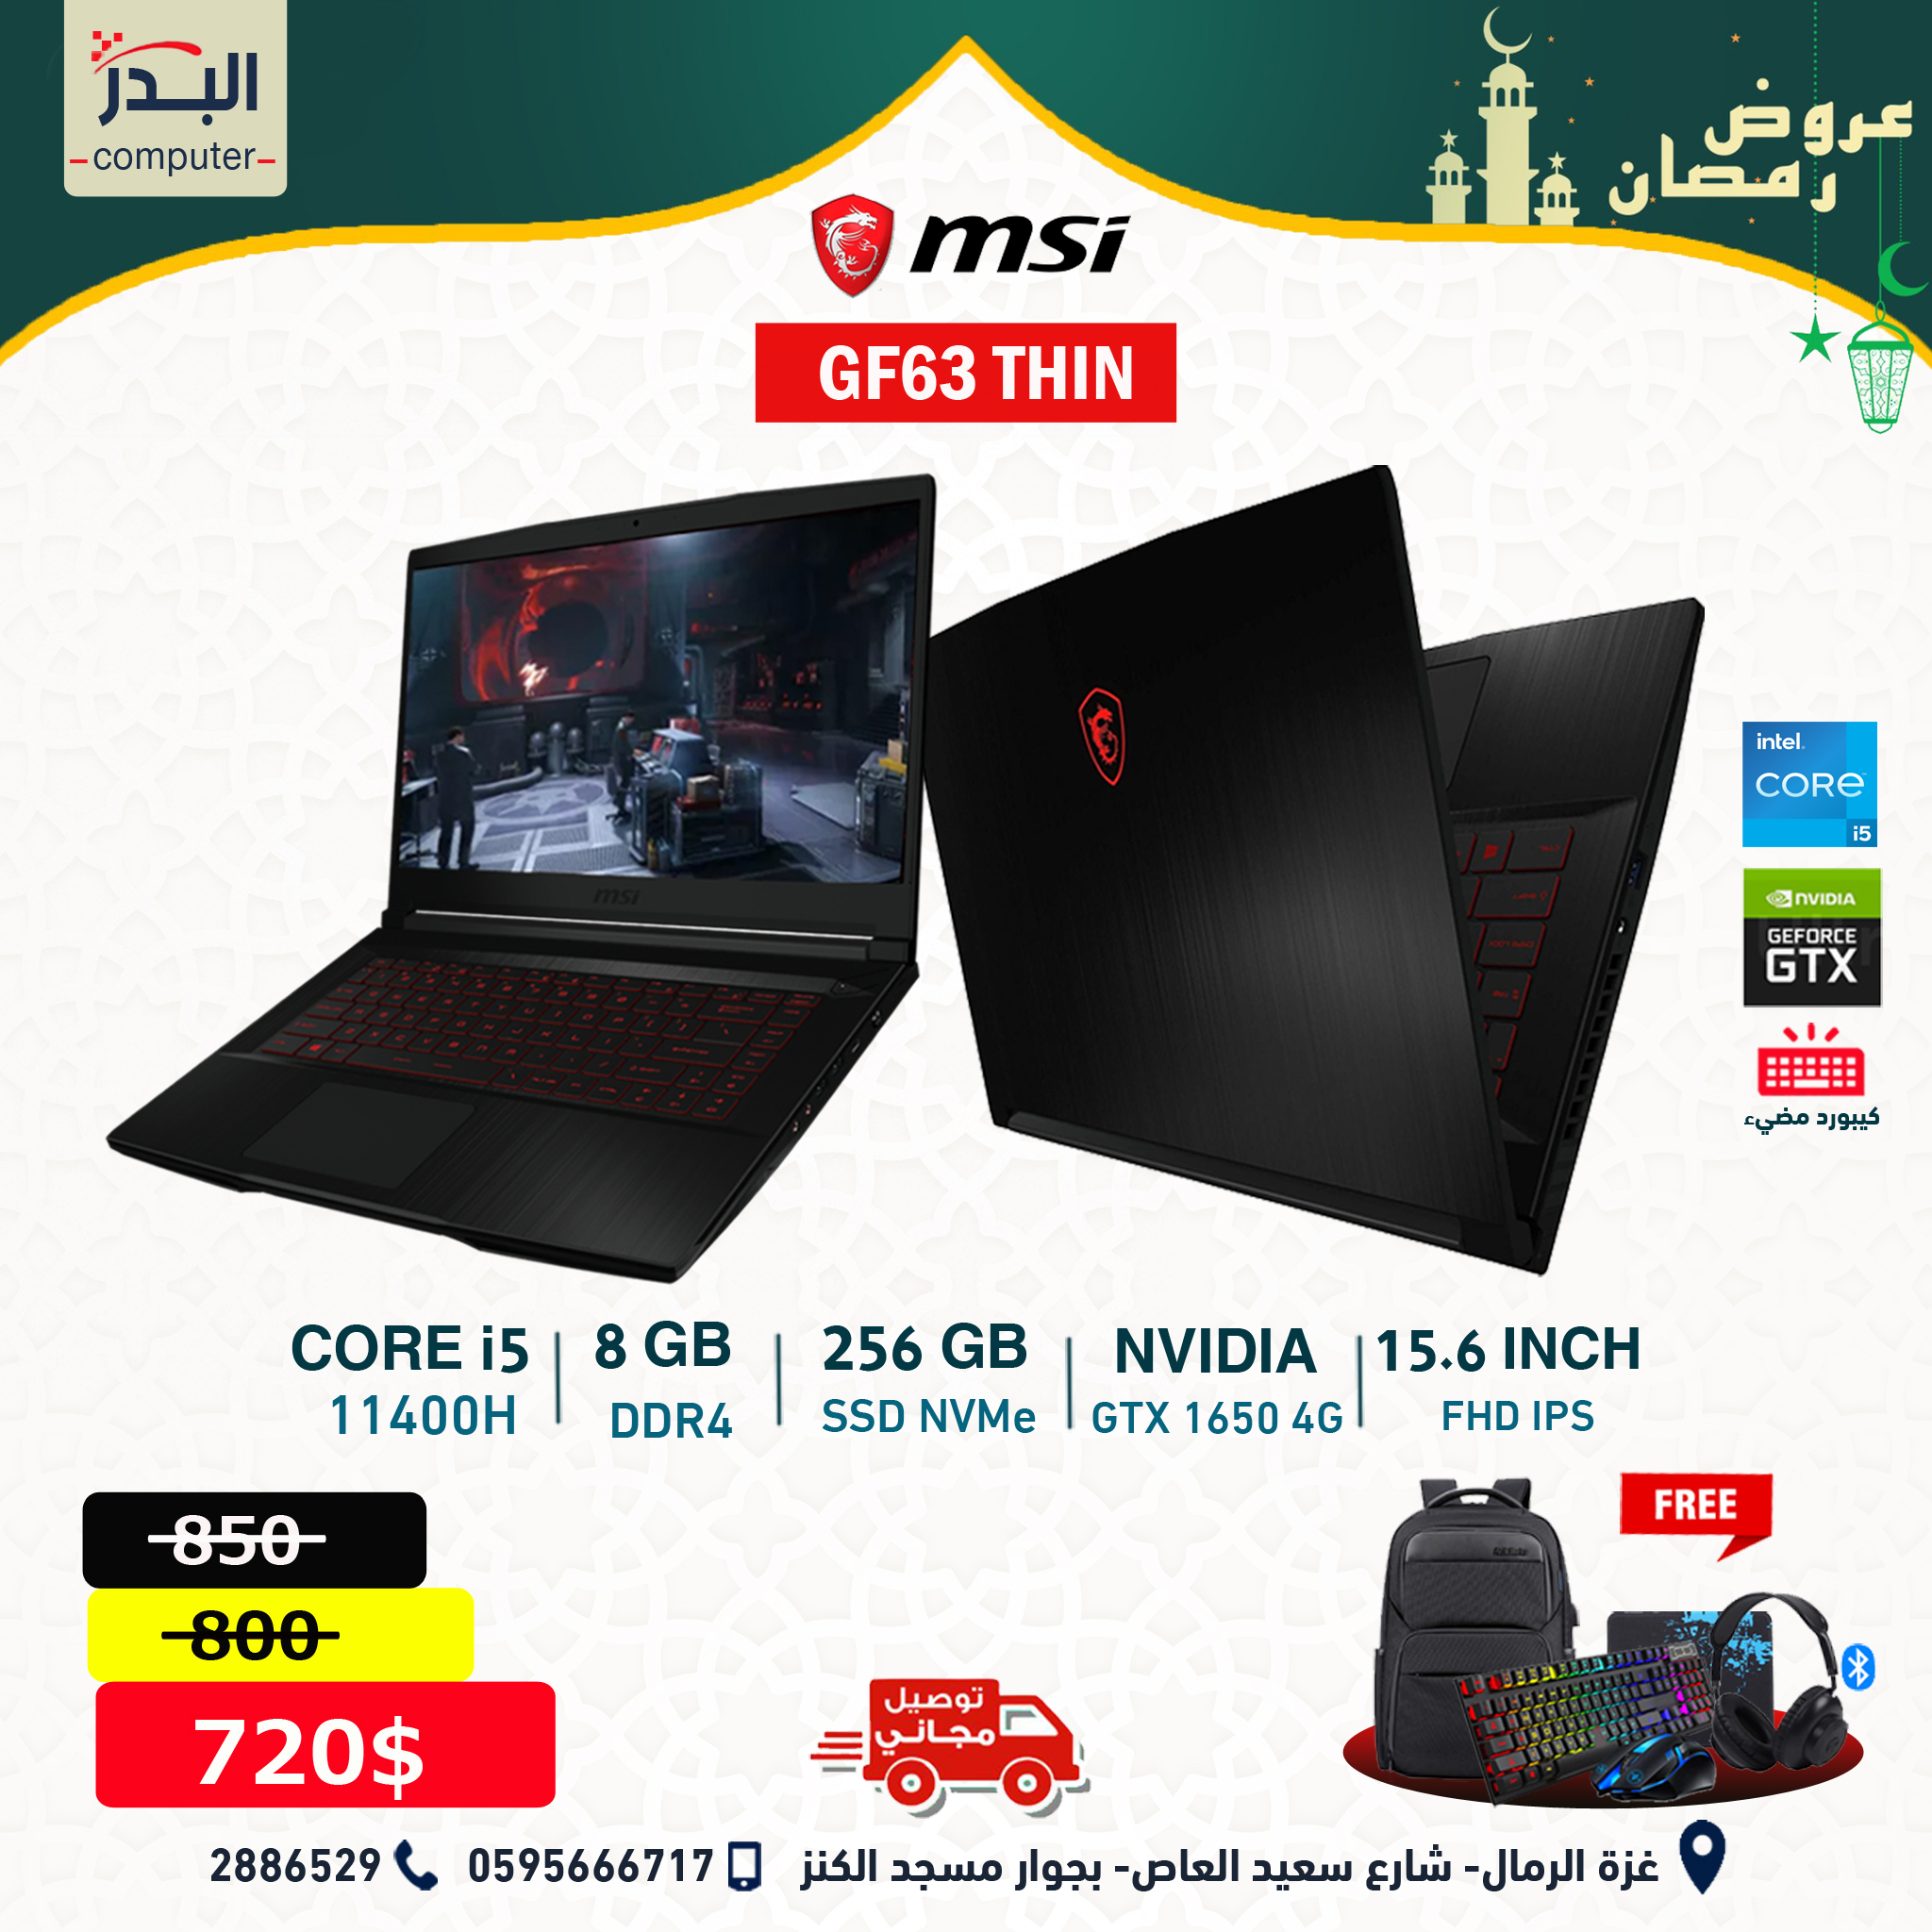 البدر
computer
عروض
رمضان
msi
GF63 THIN
msi
intel.
CORE
i5
NVIDIA
GEFORCE
GTX
كيبورد مضيء
CORE i5
11400H
8 GB
DDR4
256 GB
SSD NVMe
NVIDIA
GTX 1650 4G
15.6 INCH
FHD IPS
850
800
720$
توصيل
مجاني
FREE
غزة الرمال- شارع سعيد العاص- بجوار مسجد الكنز
0595666717
2886529